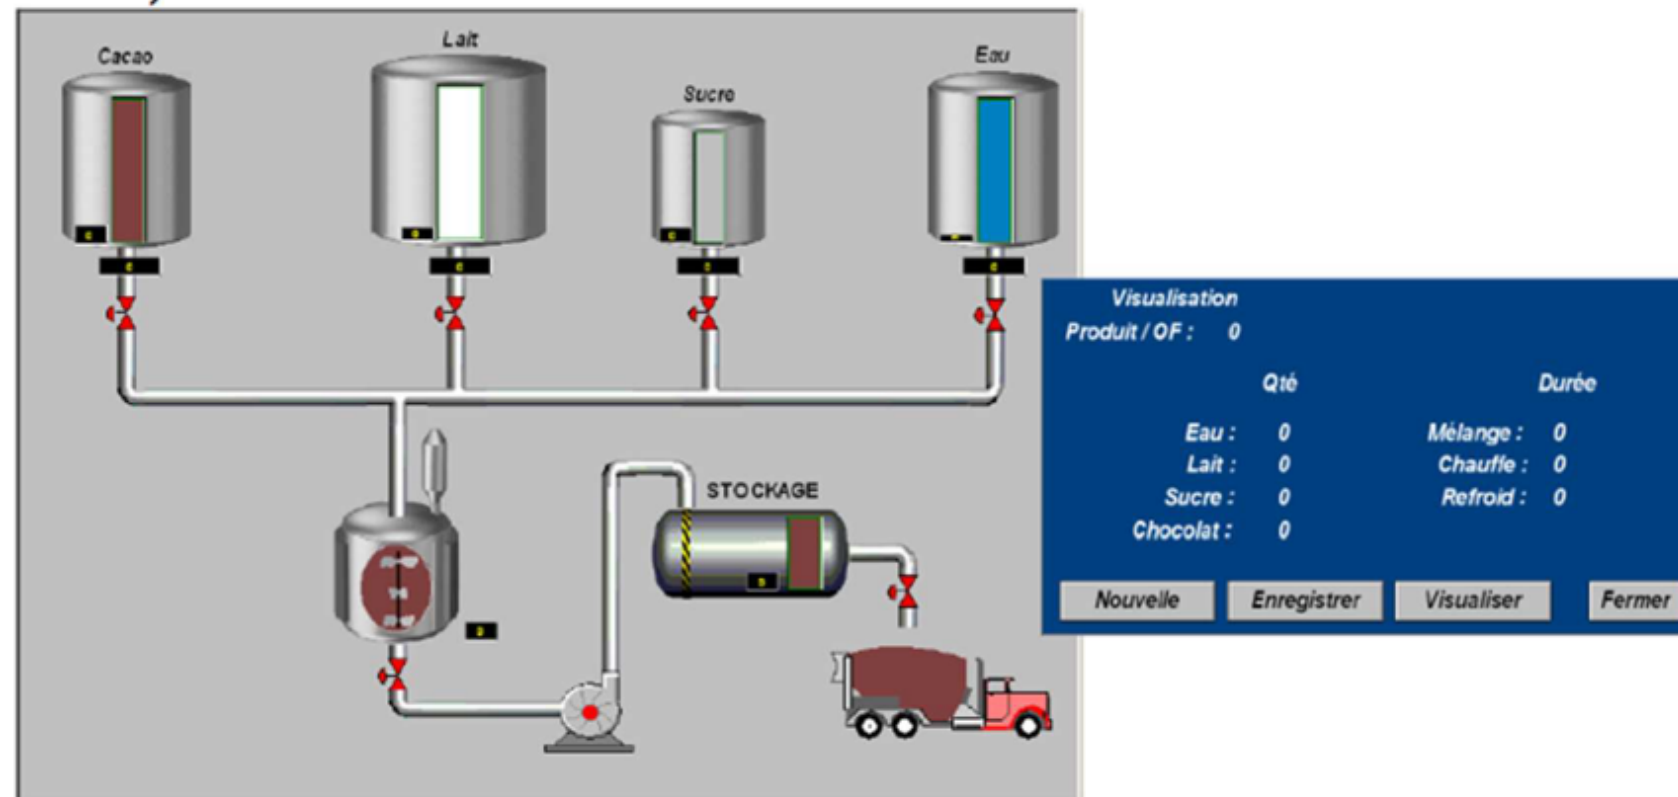 Cacao
Lait
Sucre
Eau
STOCKAGE
Visualisation
Produit / OF : 0
Qté Durée
Eau : 0 Mélange : 0
Lait : 0 Chauffe : 0
Sucre : 0 Refroid : 0
Chocolat : 0
Nouvelle Enregistrer Visualiser Fermer